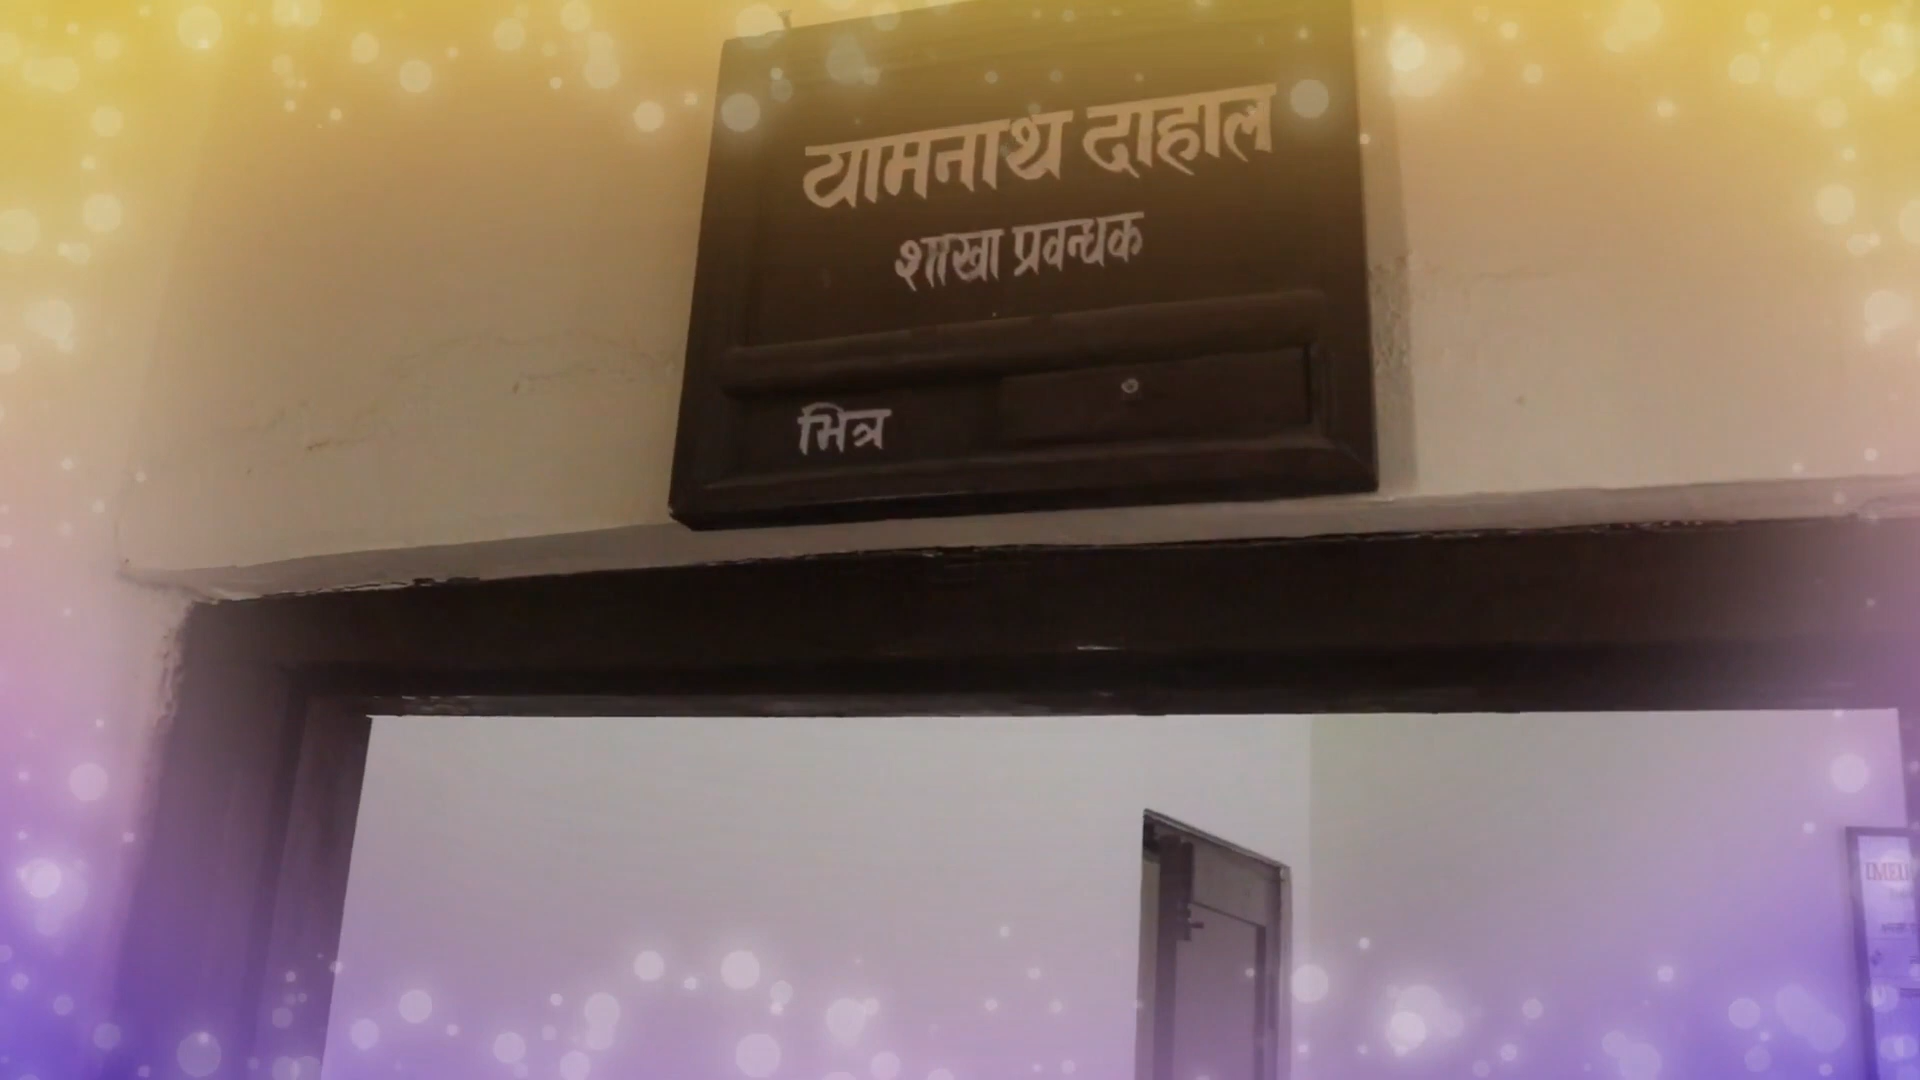 यामनाथ दाहाल
शाखा प्रवन्धक
भित्र